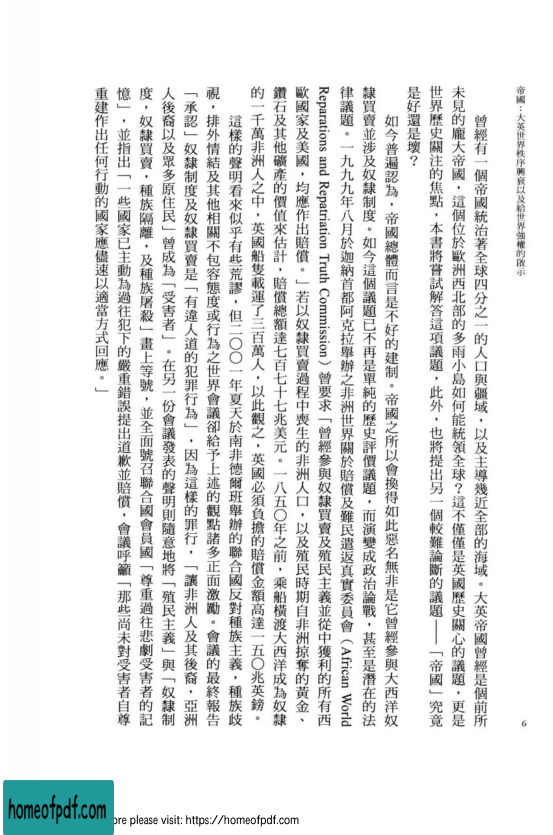 帝國：大英世界秩序興衰以及給世界強權的啟示
6
曾經有一個帝國統治著全球四分之一的人口與疆域，以及主導幾近全部的海域。大英帝國曾經是個前所
未見的龐大帝國，這個位於歐洲西北部的多雨小島如何能統領全球？這不僅僅是英國歷史關心的議題，更是
世界歷史關注的焦點，本書將嘗試解答這項議題，此外，也將提出另一個較難論斷的議題——「帝國」究竟
是好還是壞？
如今普遍認為，帝國總體而言是不好的建制。帝國之所以會換得如此惡名無非是它曾經參與大西洋奴
隸買賣並涉及奴隸制度。如今這個議題已不再是單純的歷史評價議題，而演變成政治論戰，甚至是潛在的法
律議題。一九九九年八月於迦納首都阿克拉舉辦之非洲世界關於賠償及難民遣返真實委員會（African World
Reparations and Repatriation Truth Commission）曾要求「曾經參與奴隸買賣及殖民主義並從中獲利的所有西
歐國家及美國，均應作出賠償。」若以奴隸買賣過程中喪生的非洲人口，以及殖民時期自非洲掠奪的黃金、
鑽石及其他礦產的價值來估計，賠償總額達七百七十七兆美元。一八五〇年之前，乘船橫渡大西洋成為奴隸
的一千萬非洲人之中，英國船隻載運了三百萬人，以此觀之，英國必須負擔的賠償金額高達一五〇兆英鎊。
這樣的聲明看來似乎有些荒謬，但二〇〇一年夏天於南非德爾班舉辦的聯合國反對種族主義，種族歧
視，排外情結及其他相關不包容態度或行為之世界會議卻給予上述的觀點諸多正面激勵。會議的最終報告
「承認」奴隸制度及奴隸買賣是「有違人道的犯罪行為」，因為這樣的罪行，「讓非洲人及其後裔，亞洲
人後裔以及眾多原住民」曾成為「受害者」。在另一份會議發表的聲明則隨意地將「殖民主義」與「奴隸制
度，奴隸買賣，種族隔離，及種族屠殺」畫上等號，並全面號召聯合國會員國「尊重過往悲劇受害者的記
憶」，並指出「一些國家已主動為過往犯下的嚴重錯誤提出道歉並賠償，會議呼籲「那些尚未對受害者自尊
重建作出任何行動的國家應儘速以適當方式回應。」
homeofpdf.com
ore please visit: https://homeofpdf.com